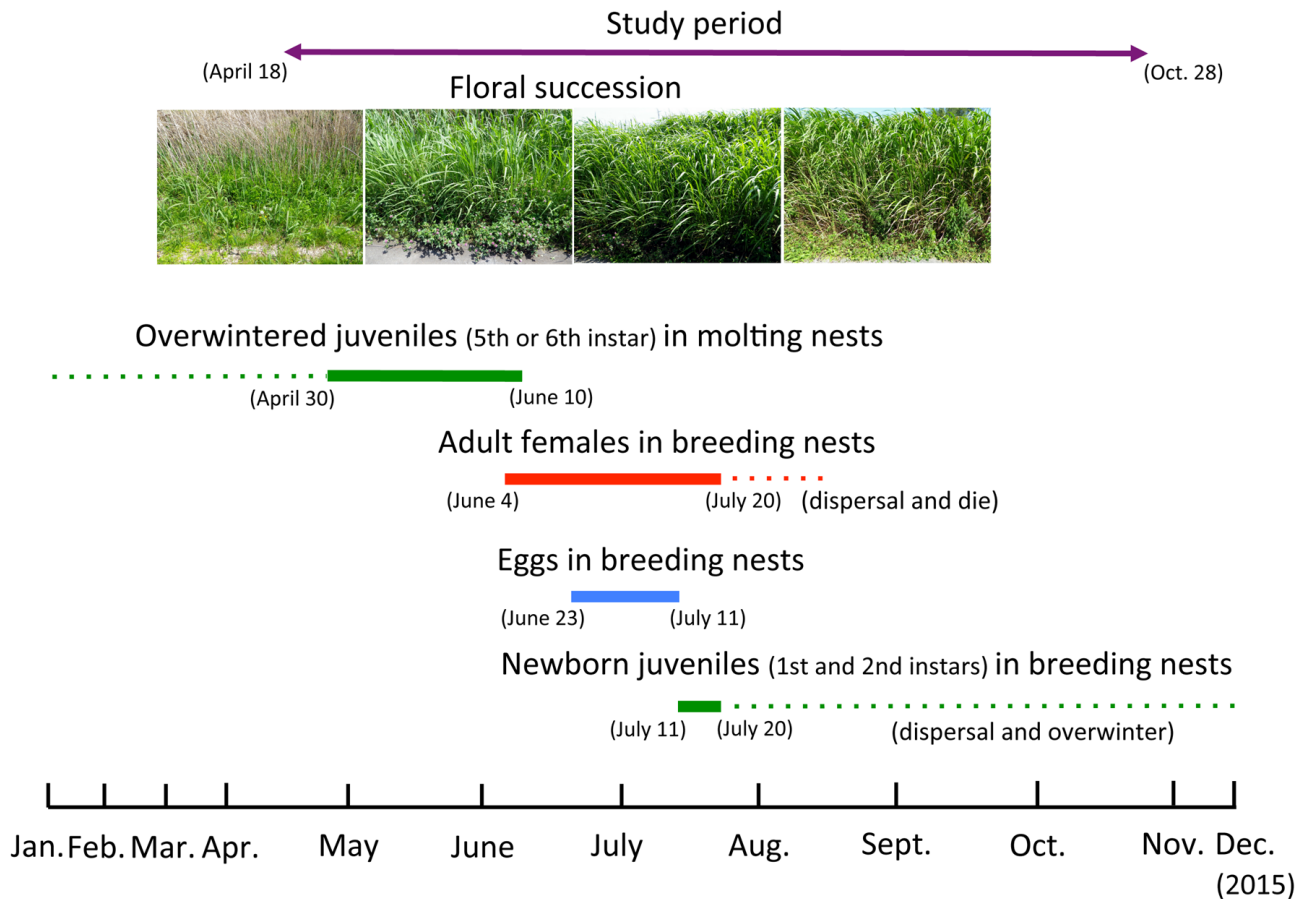 Study period
(April 18)
(Oct. 28)
Floral succession
Overwintered juveniles (5th or 6th instar) in molting nests
(April 30)
(June 10)
Adult females in breeding nests
(June 4)
(July 20)
(dispersal and die)
Eggs in breeding nests
(June 23)
(July 11)
Newborn juveniles (1st and 2nd instars) in breeding nests
(July 11)
(July 20)
(dispersal and overwinter)
Jan. Feb. Mar. Apr. May June July Aug. Sept. Oct. Nov. Dec.
(2015)